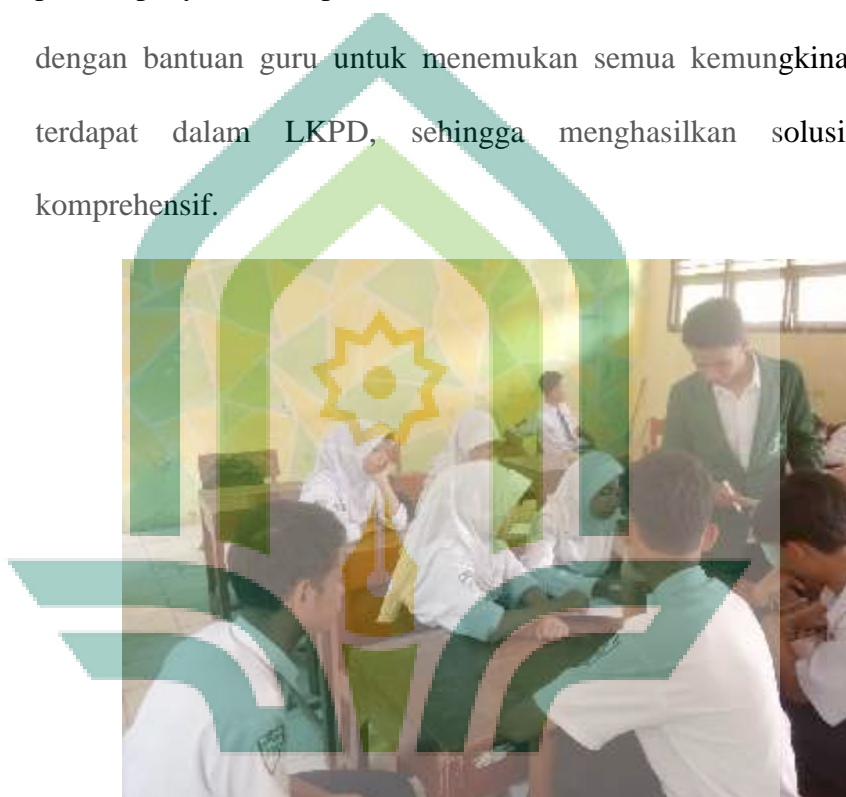 dengan bantuan guru untuk menemukan semua kemungkina
terdapat dalam LKPD, sehingga menghasilkan solusi
komprehensif.